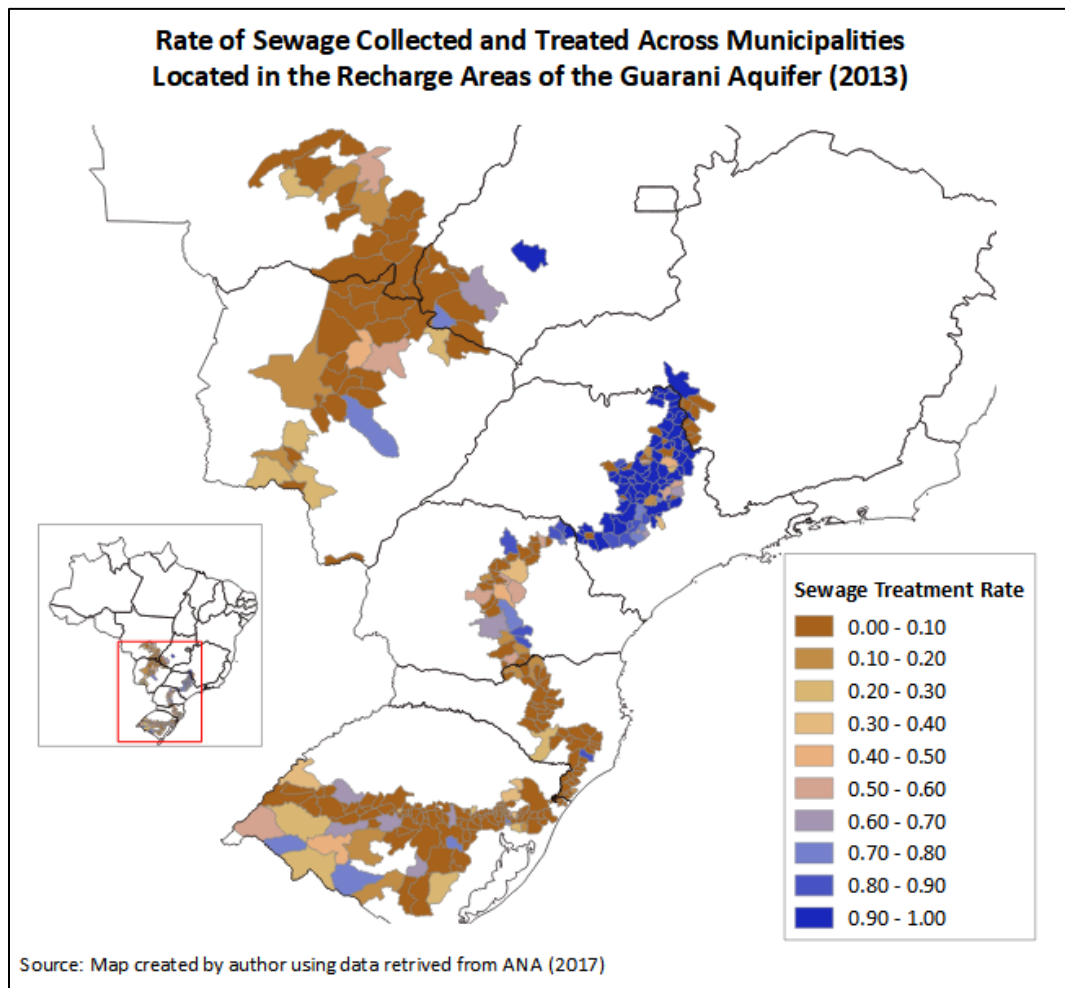 Rate of Sewage Collected and Treated Across Municipalities
Located in the Recharge Areas of the Guarani Aquifer (2013)
Sewage Treatment Rate
0.00 - 0.10
0.10 - 0.20
0.20 - 0.30
0.30 - 0.40
0.40 - 0.50
0.50 - 0.60
0.60 - 0.70
0.70 - 0.80
0.80 - 0.90
0.90 - 1.00
Source: Map created by author using data retrived from ANA (2017)